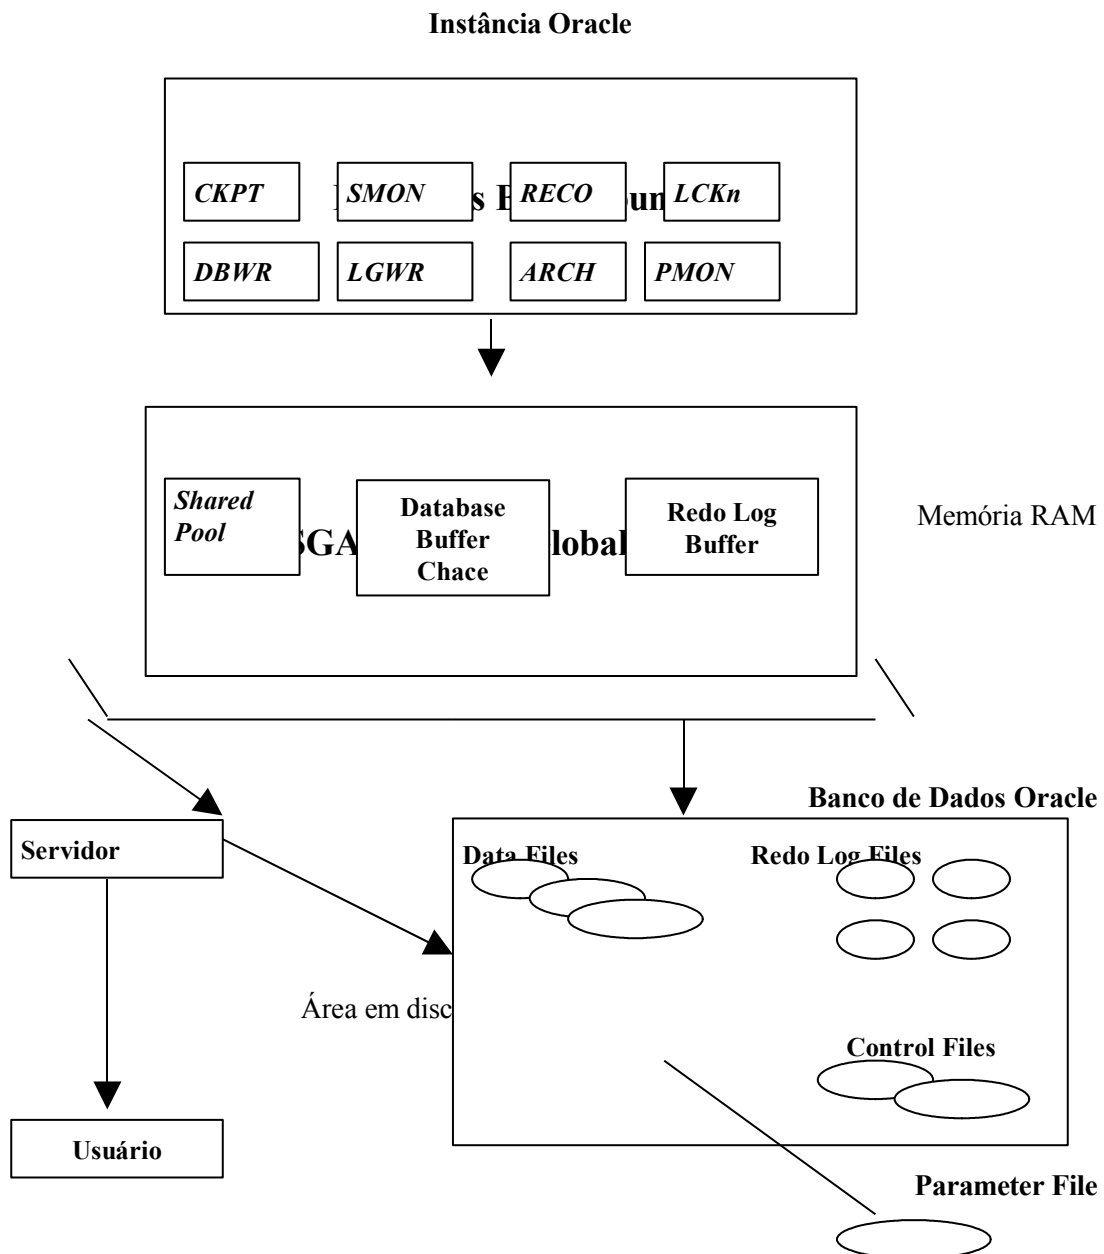 Instância Oracle
CKPT SMON RECO LCKn
DBWR LGWR ARCH PMON
Shared
Pool
Database
Buffer
Chace
Redo Log
Buffer
Memória RAM
Banco de Dados Oracle
Servidor
Data Files
Redo Log Files
Área em disc
Control Files
Usuário
Parameter File